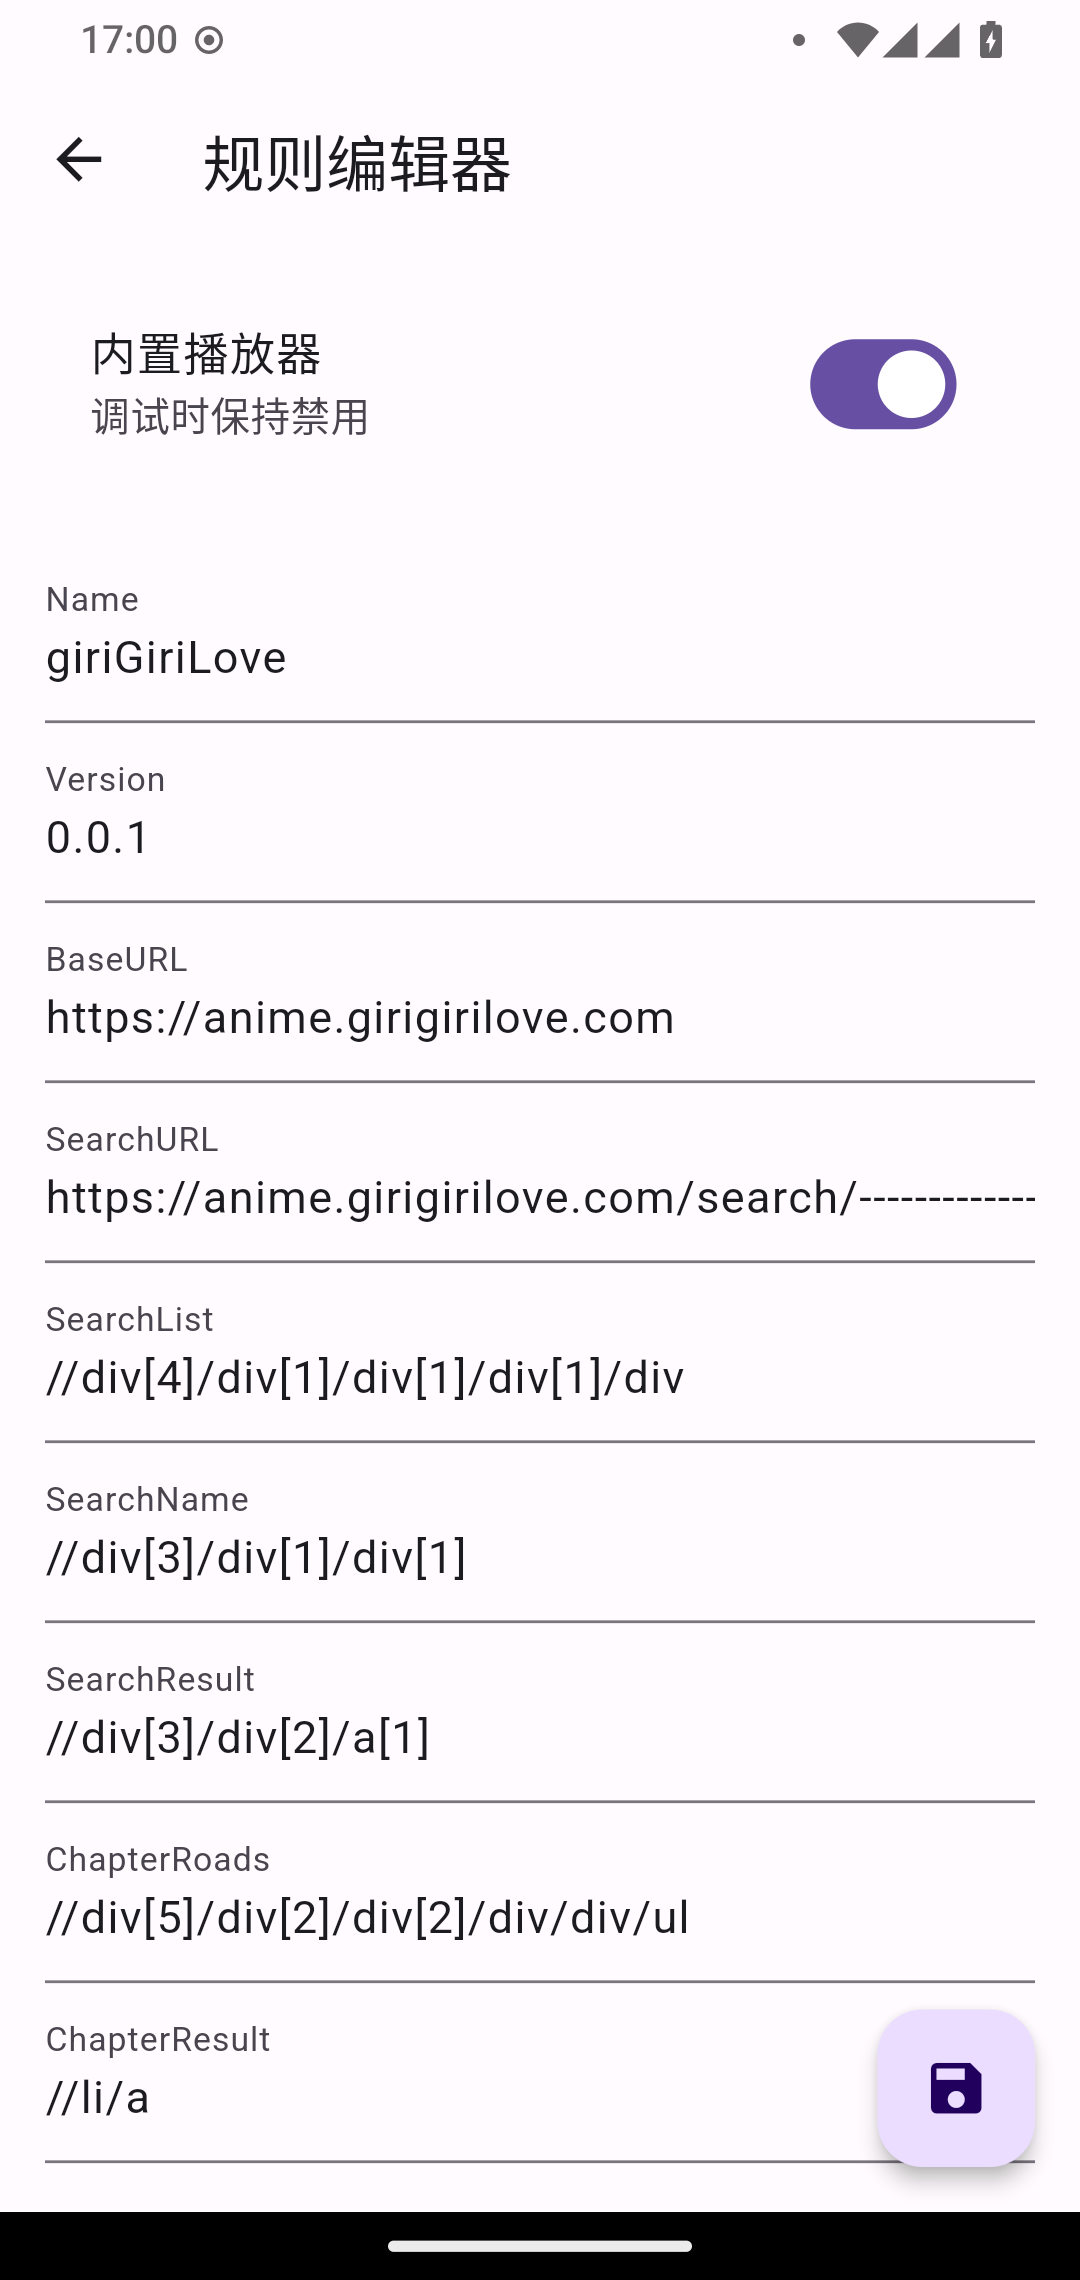 17:00
规则编辑器
内置播放器
调试时保持禁用
Name
giriGiriLove
Version
0.0.1
BaseURL
https://anime.girigirilove.com
SearchURL
https://anime.girigirilove.com/search/-------------
SearchList
//div[4]/div[1]/div[1]/div[1]/div
SearchName
//div[3]/div[1]/div[1]
SearchResult
//div[3]/div[2]/a[1]
ChapterRoads
//div[5]/div[2]/div[2]/div/div/ul
ChapterResult
//li/a